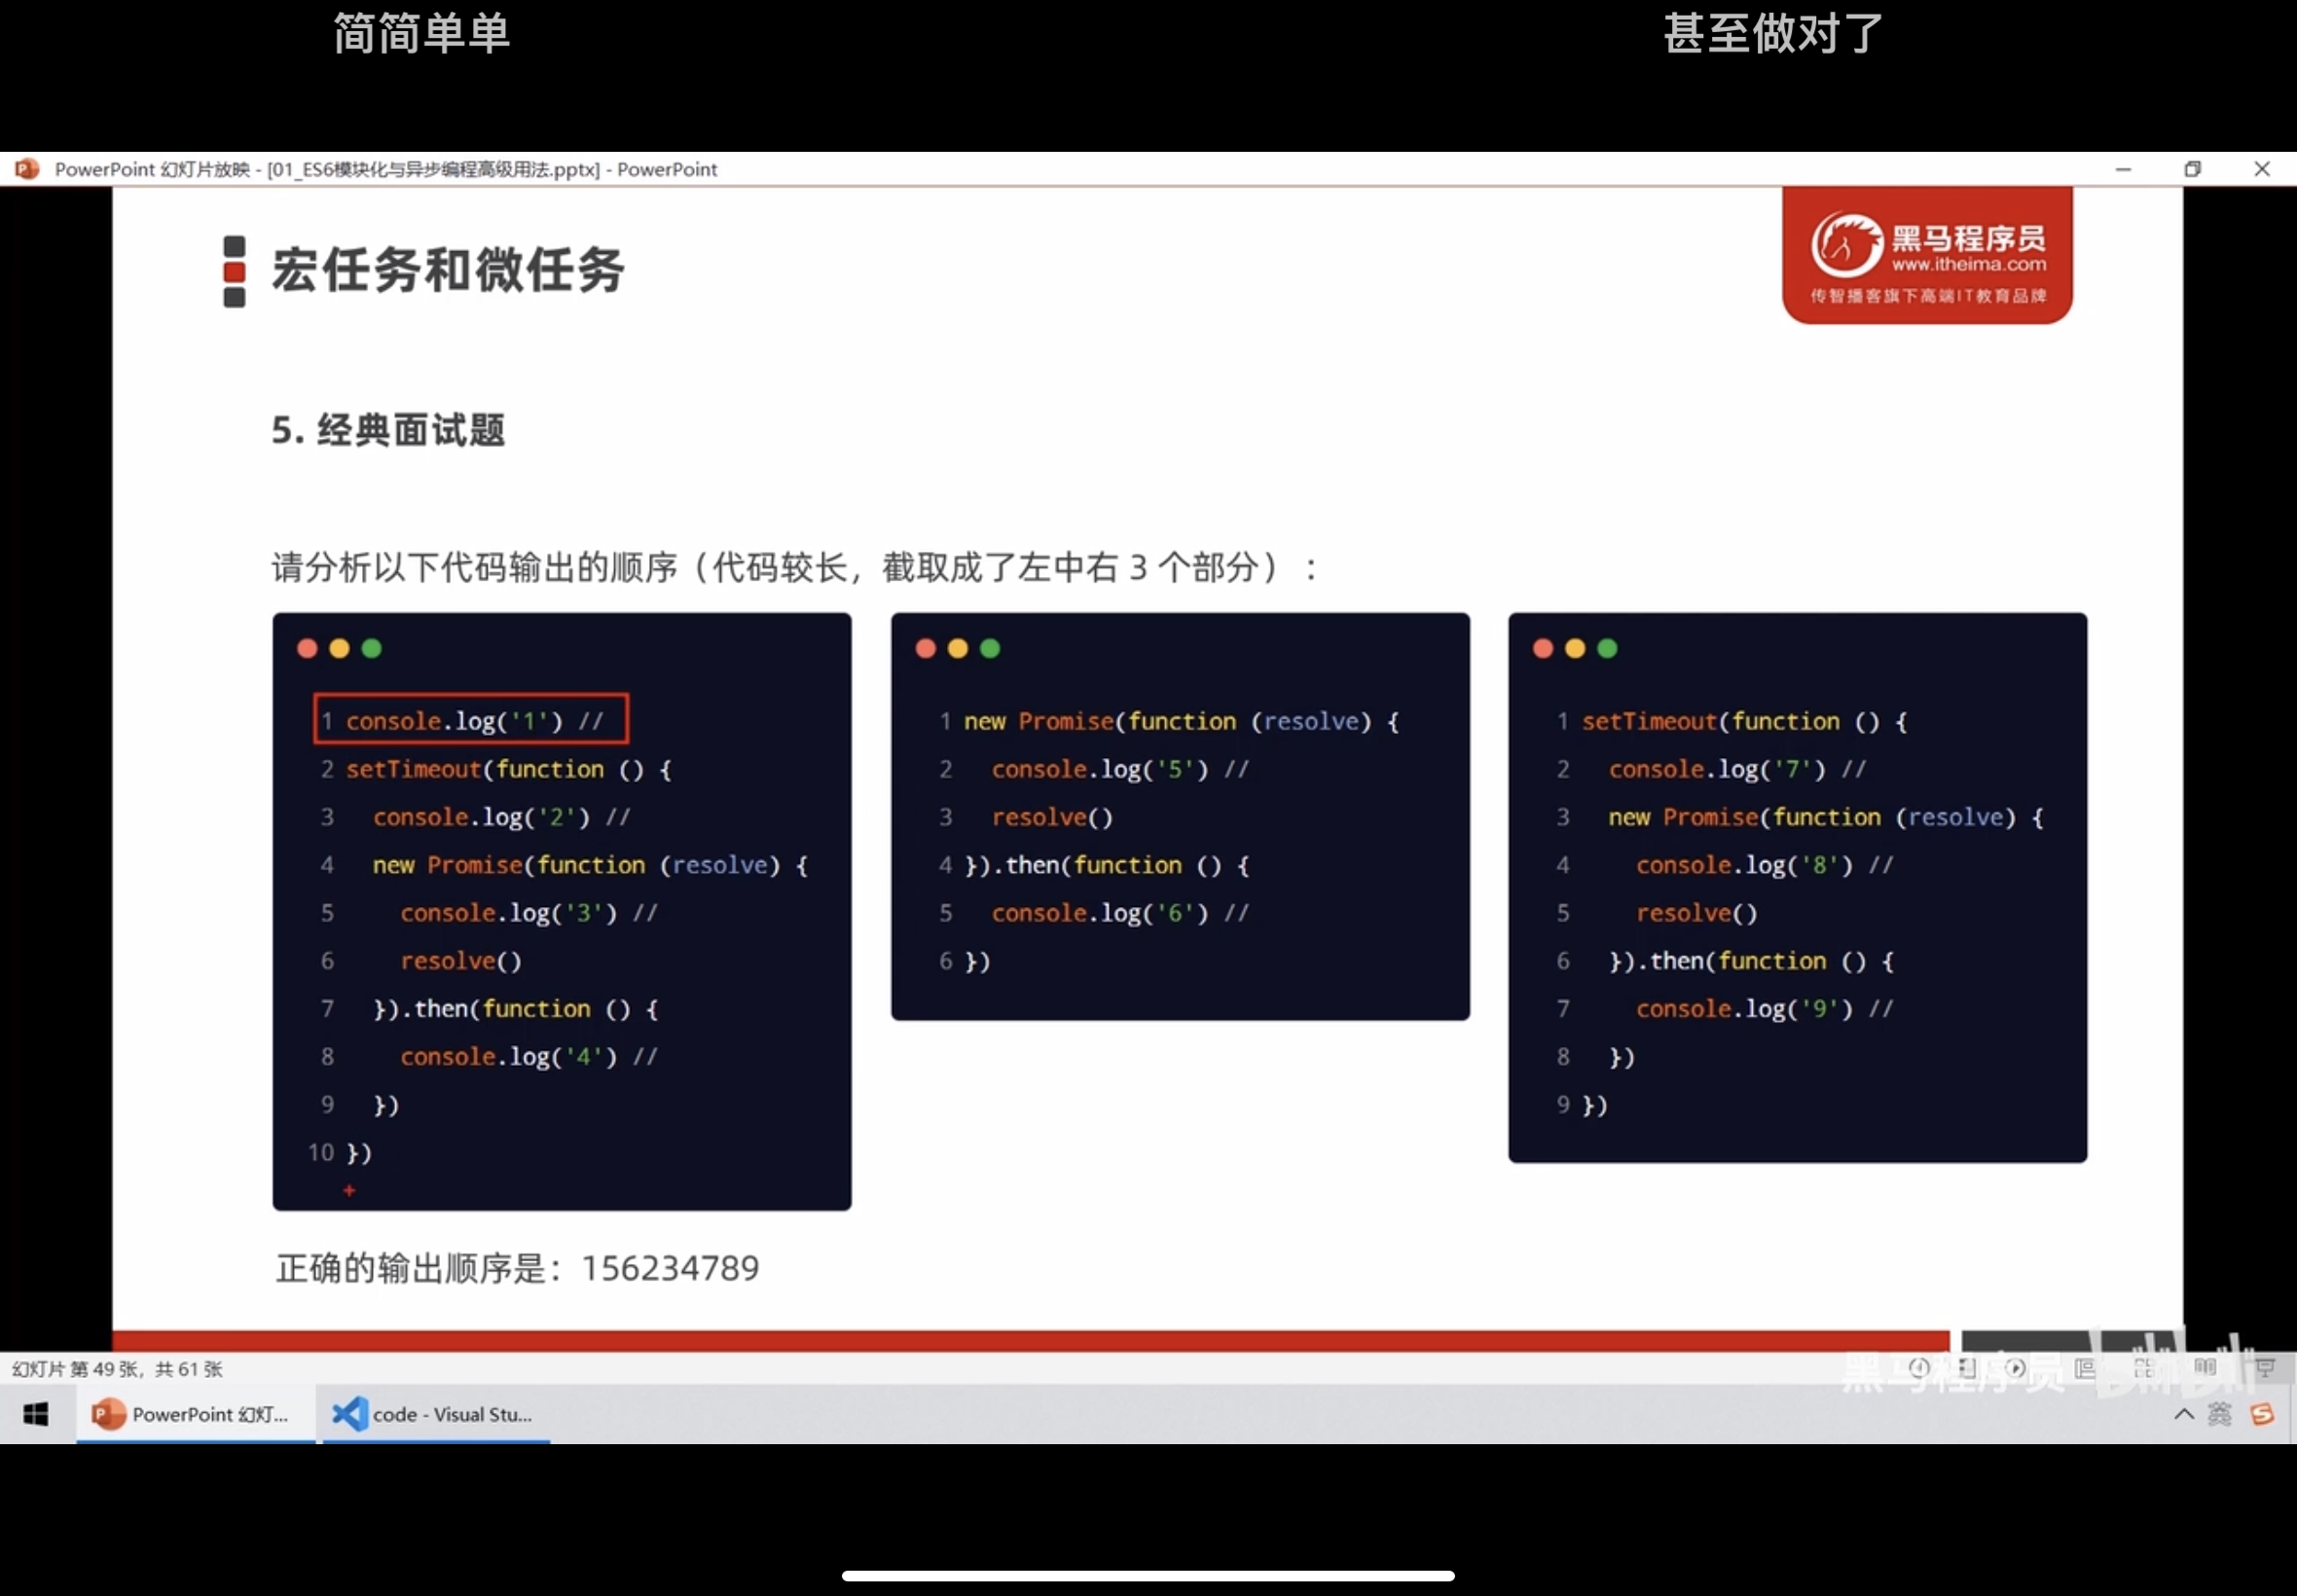 简简单单
甚至做对了
PowerPoint 幻灯片放映 - [01_ES6模块化与异步编程高级用法.pptx] - PowerPoint
宏任务和微任务
黑马程序员
www.itheima.com
传智播客旗下高端IT教育品牌
5. 经典面试题
请分析以下代码输出的顺序（代码较长，截取成了左中右 3 个部分）：
1 console.log('1') //
2 setTimeout(function () {
3 console.log('2') //
4 new Promise(function (resolve) {
5 console.log('3') //
6 resolve()
7 }).then(function () {
8 console.log('4') //
9 })
10 })
1 new Promise(function (resolve) {
2 console.log('5') //
3 resolve()
4 }).then(function () {
5 console.log('6') //
6 })
1 setTimeout(function () {
2 console.log('7') //
3 new Promise(function (resolve) {
4 console.log('8') //
5 resolve()
6 }).then(function () {
7 console.log('9') //
8 })
9 })
正确的输出顺序是：156234789
幻灯片 第 49 张，共 61 张
黑马程序员 bilibili
PowerPoint 幻灯...
code - Visual Stu...
英